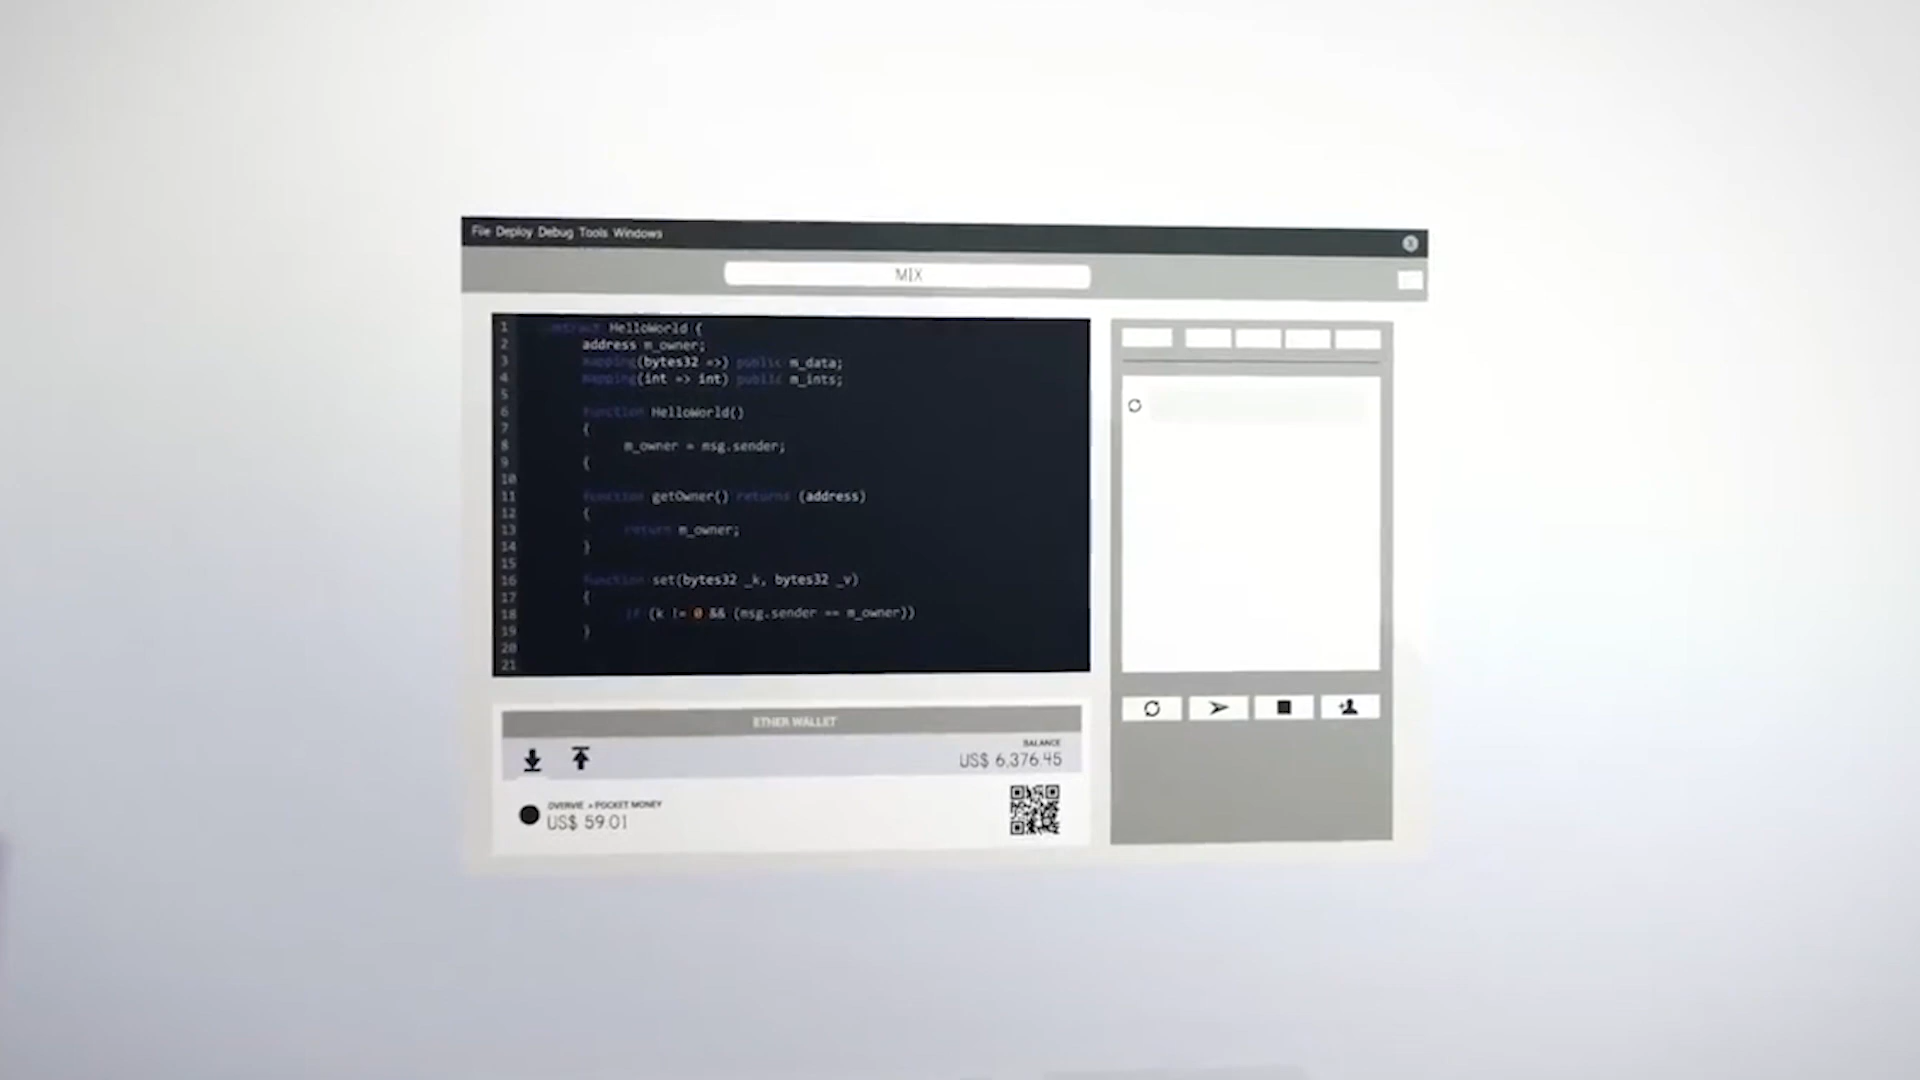 File Deploy Debug Tools Windows
MIX
1 contract HelloWorld {
2 address m_owner;
3 mapping(bytes32 =>) public m_data;
4 mapping(int => int) public m_ints;
5
6 function HelloWorld()
7 {
8 m_owner = msg.sender;
9 {
10
11 function getOwner() returns (address)
12 {
13 return m_owner;
14 }
15
16 function set(bytes32 _k, bytes32 _v)
17 {
18 if (k != 0 && (msg.sender == m_owner))
19 }
20
21
ETHER WALLET
BALANCE
US$ 6,376.45
OVERVIE > POCKET MONEY
US$ 59.01